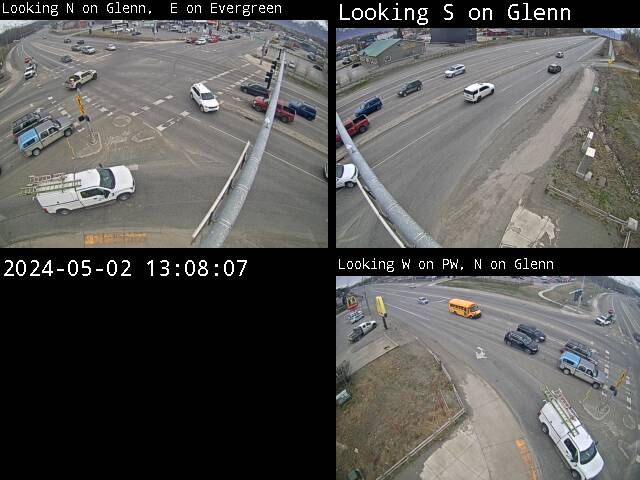 Looking N on Glenn,  E on Evergreen
Looking S on Glenn
2024-05-02 13:08:07
Looking W on PW, N on Glenn